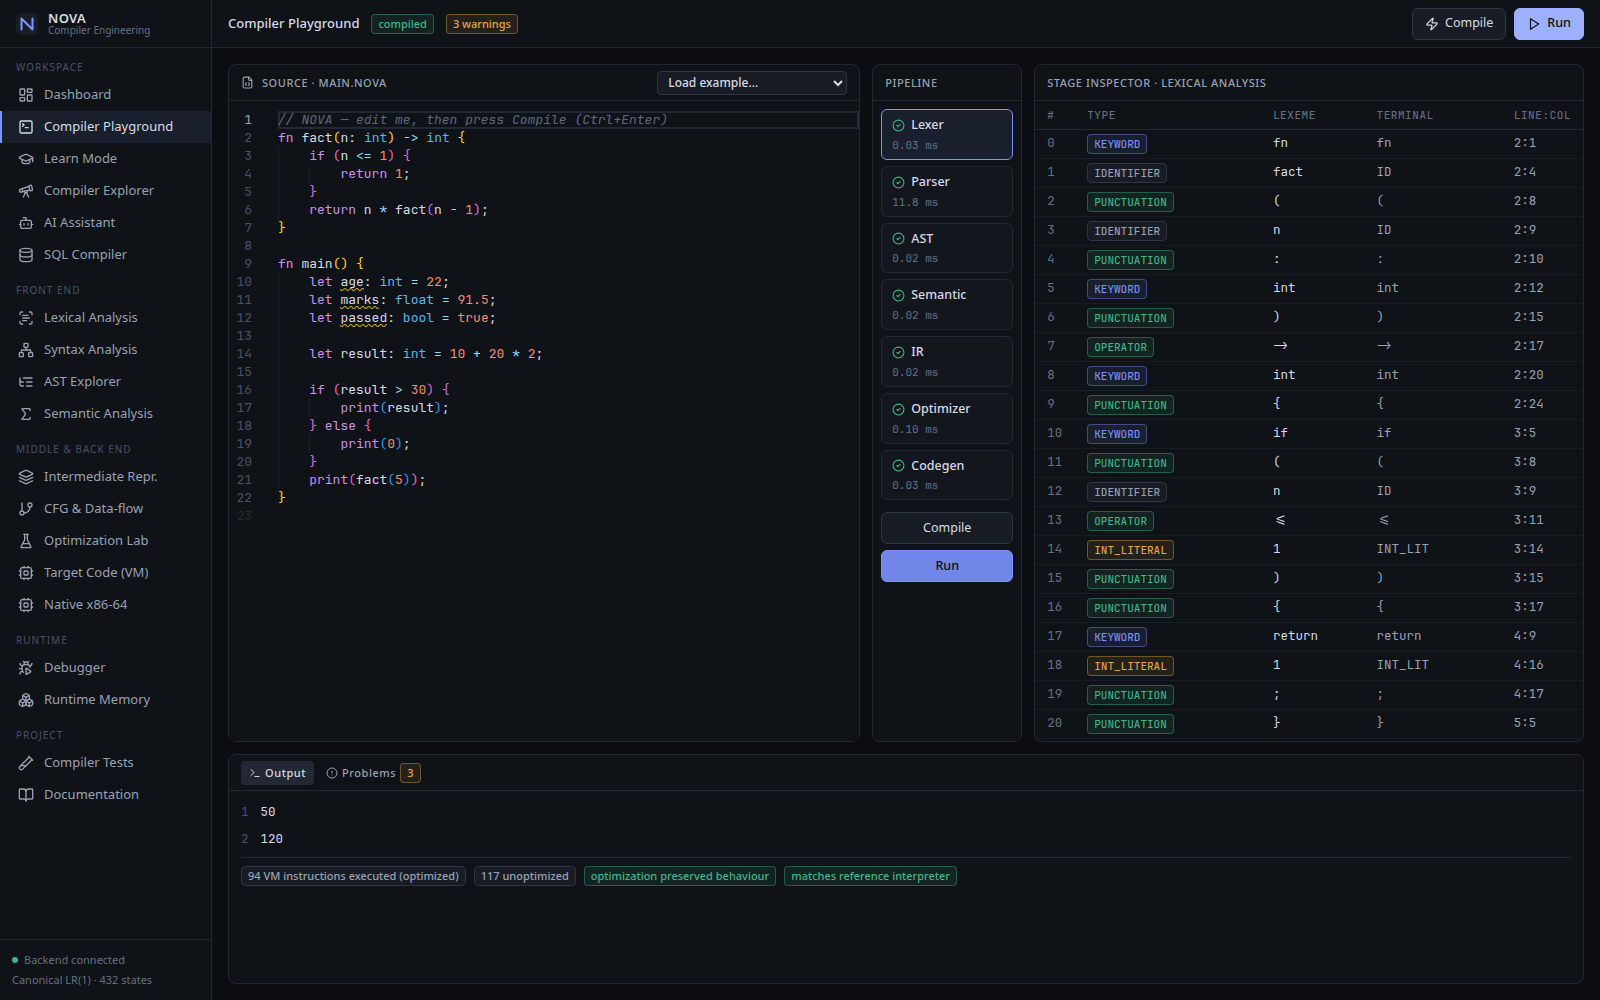 NOVA
Compiler Engineering
WORKSPACE
Dashboard
Compiler Playground
Learn Mode
Compiler Explorer
AI Assistant
SQL Compiler
FRONT END
Lexical Analysis
Syntax Analysis
AST Explorer
Semantic Analysis
MIDDLE & BACK END
Intermediate Repr.
CFG & Data-flow
Optimization Lab
Target Code (VM)
Native x86-64
RUNTIME
Debugger
Runtime Memory
PROJECT
Compiler Tests
Documentation
Backend connected
Canonical LR(1) · 432 states
Compiler Playground compiled 3 warnings Compile Run
SOURCE · MAIN.NOVA Load example...
1 // NOVA — edit me, then press Compile (Ctrl+Enter)
2 fn fact(n: int) -> int {
3 if (n <= 1) {
4 return 1;
5 }
6 return n * fact(n - 1);
7 }
8
9 fn main() {
10 let age: int = 22;
11 let marks: float = 91.5;
12 let passed: bool = true;
13
14 let result: int = 10 + 20 * 2;
15
16 if (result > 30) {
17 print(result);
18 } else {
19 print(0);
20 }
21 print(fact(5));
22 }
23
PIPELINE
Lexer
0.03 ms
Parser
11.8 ms
AST
0.02 ms
Semantic
0.02 ms
IR
0.02 ms
Optimizer
0.10 ms
Codegen
0.03 ms
Compile
Run
STAGE INSPECTOR · LEXICAL ANALYSIS
# TYPE LEXEME TERMINAL LINE:COL
0 KEYWORD fn fn 2:1
1 IDENTIFIER fact ID 2:4
2 PUNCTUATION ( ( 2:8
3 IDENTIFIER n ID 2:9
4 PUNCTUATION : : 2:10
5 KEYWORD int int 2:12
6 PUNCTUATION ) ) 2:15
7 OPERATOR -> -> 2:17
8 KEYWORD int int 2:20
9 PUNCTUATION { { 2:24
10 KEYWORD if if 3:5
11 PUNCTUATION ( ( 3:8
12 IDENTIFIER n ID 3:9
13 OPERATOR <= <= 3:11
14 INT_LITERAL 1 INT_LIT 3:14
15 PUNCTUATION ) ) 3:15
16 PUNCTUATION { { 3:17
17 KEYWORD return return 4:9
18 INT_LITERAL 1 INT_LIT 4:16
19 PUNCTUATION ; ; 4:17
20 PUNCTUATION } } 5:5
Output Problems 3
1 50
2 120
94 VM instructions executed (optimized) 117 unoptimized optimization preserved behaviour matches reference interpreter